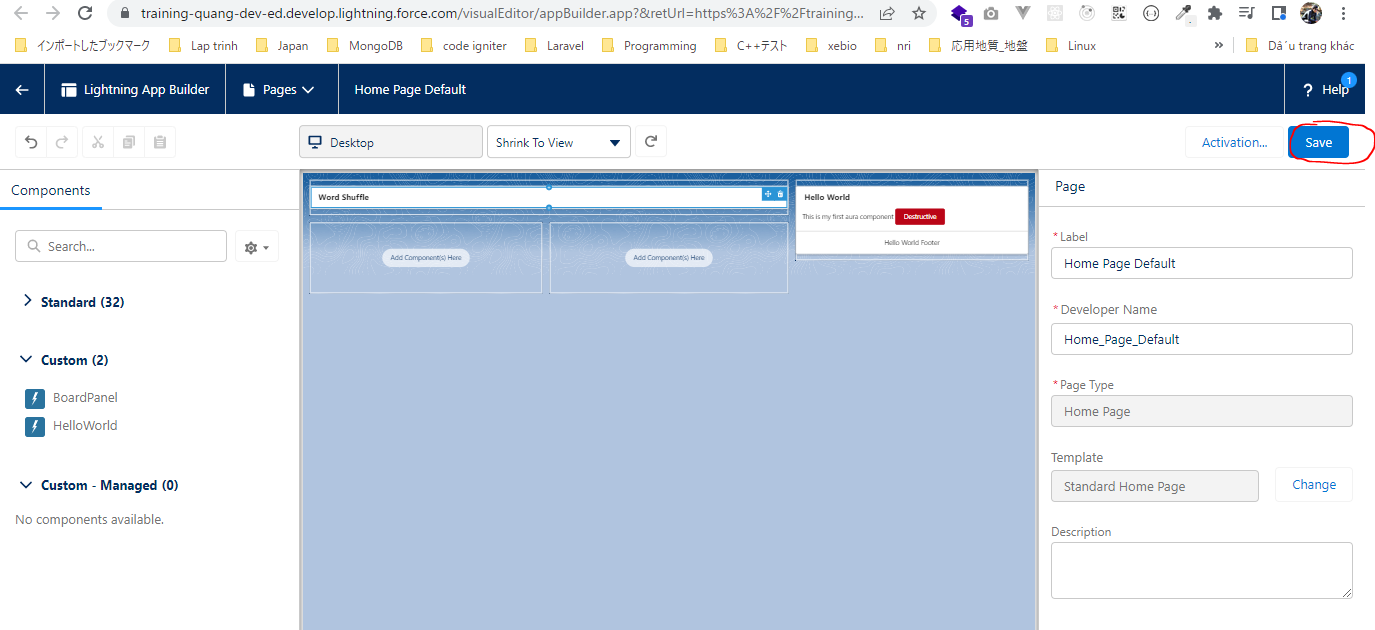 training-quang-dev-ed.develop.lightning.force.com/visualEditor/appBuilder.app?&retUrl=https%3A%2F%2Ftraining...
5
インポートしたブックマーク Lap trinh Japan MongoDB code igniter Laravel Programming C++テスト xebio nri 応用地質_地盤 Linux » Dấu trang khác
Lightning App Builder Pages Home Page Default ? Help 1
Desktop Shrink To View Activation... Save
Components
Search...
Standard (32)
Custom (2)
BoardPanel
HelloWorld
Custom - Managed (0)
No components available.
Word Shuffle
Add Component(s) Here Add Component(s) Here
Hello World
This is my first aura component Destructive
Hello World Footer
Page
*Label
Home Page Default
*Developer Name
Home_Page_Default
*Page Type
Home Page
Template
Standard Home Page Change
Description